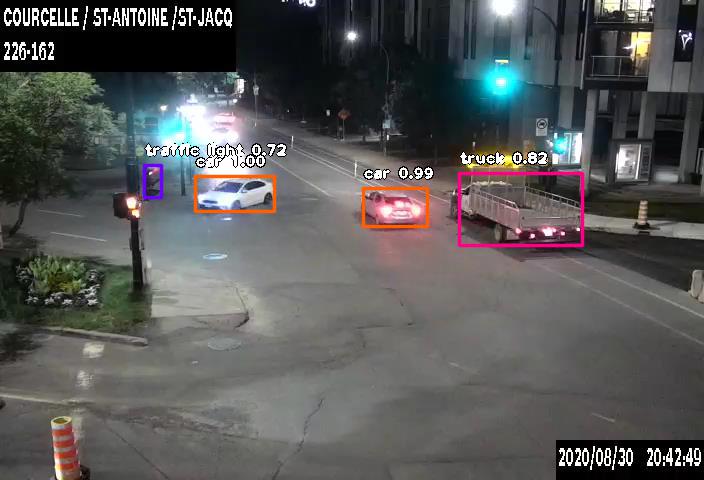 COURCELLE / ST-ANTOINE /ST-JACQ
226-162
traffic light 0.72
car 1.00
car 0.99
truck 0.82
2020/08/30 20:42:49